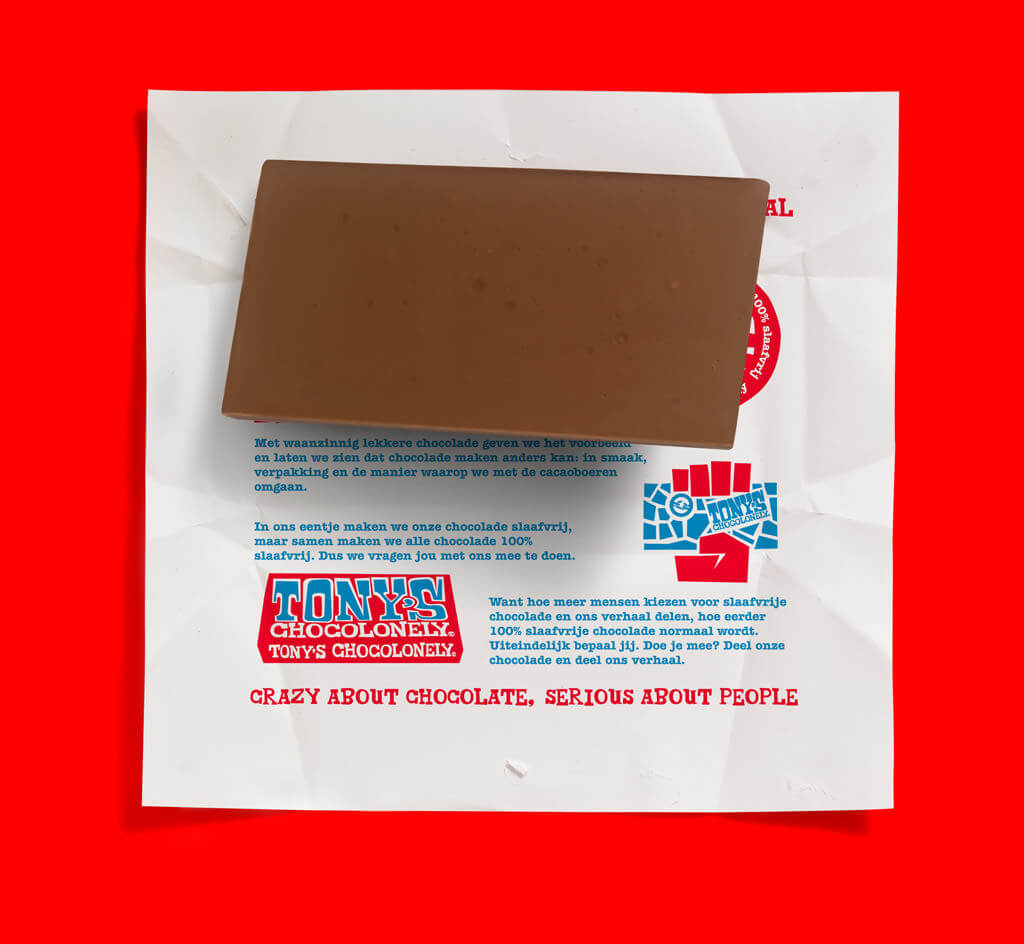 100% slaafvrij
Met waanzinnig lekkere chocolade geven we het voorbeeld
en laten we zien dat chocolade maken anders kan: in smaak,
verpakking en de manier waarop we met de cacaoboeren
omgaan.
In ons eentje maken we onze chocolade slaafvrij,
maar samen maken we alle chocolade 100%
slaafvrij. Dus we vragen jou met ons mee te doen.
TONY'S
CHOCOLONELY.
TONY'S
CHOCOLONELY®
TONY'S CHOCOLONELY®
Want hoe meer mensen kiezen voor slaafvrije
chocolade en ons verhaal delen, hoe eerder
100% slaafvrije chocolade normaal wordt.
Uiteindelijk bepaal jij. Doe je mee? Deel onze
chocolade en deel ons verhaal.
CRAZY ABOUT CHOCOLATE, SERIOUS ABOUT PEOPLE